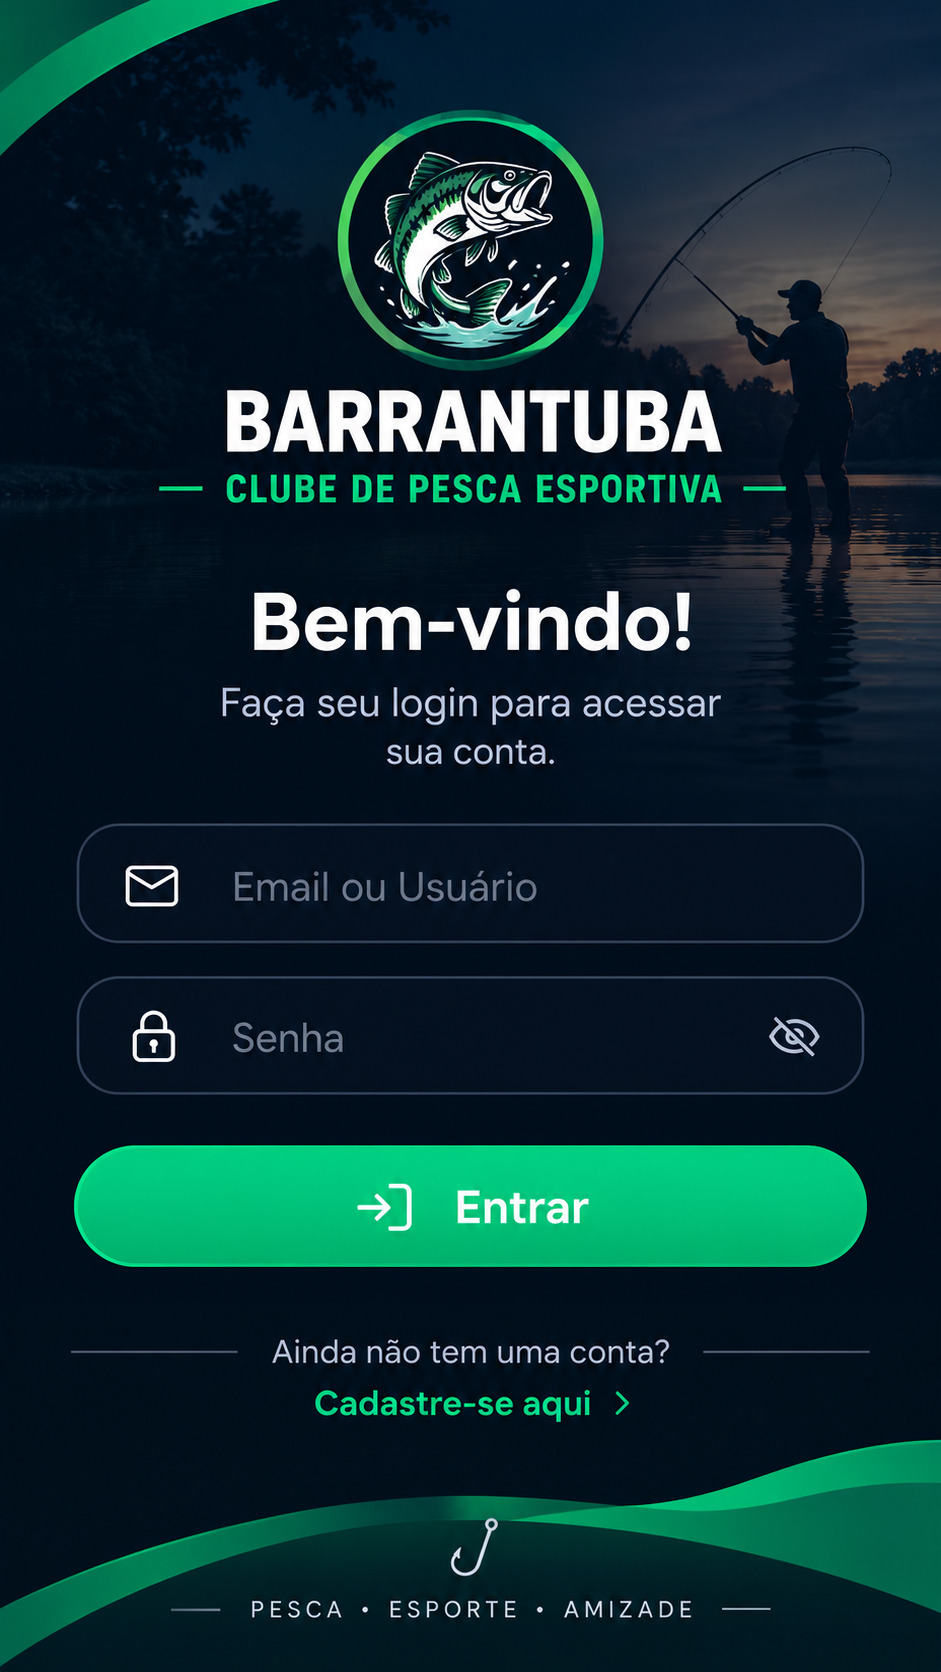 BARRANTUBA
CLUBE DE PESCA ESPORTIVA
Bem-vindo!
Faça seu login para acessar
sua conta.
Email ou Usuário
Senha
Entrar
Ainda não tem uma conta?
Cadastre-se aqui >
PESCA • ESPORTE • AMIZADE